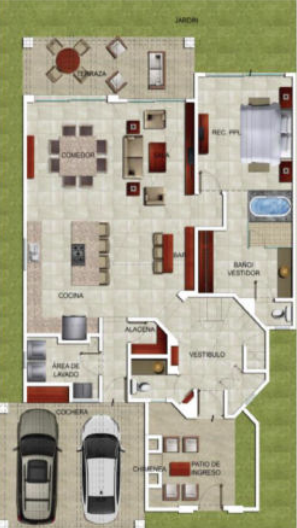 JARDIN
TERRAZA
COMEDOR
SALA
REC. PPL.
BAR
BAÑO/
VESTIDOR
COCINA
ALACENA
VESTIBULO
ÁREA DE
LAVADO
COCHERA
CHIMENEA
PATIO DE
INGRESO